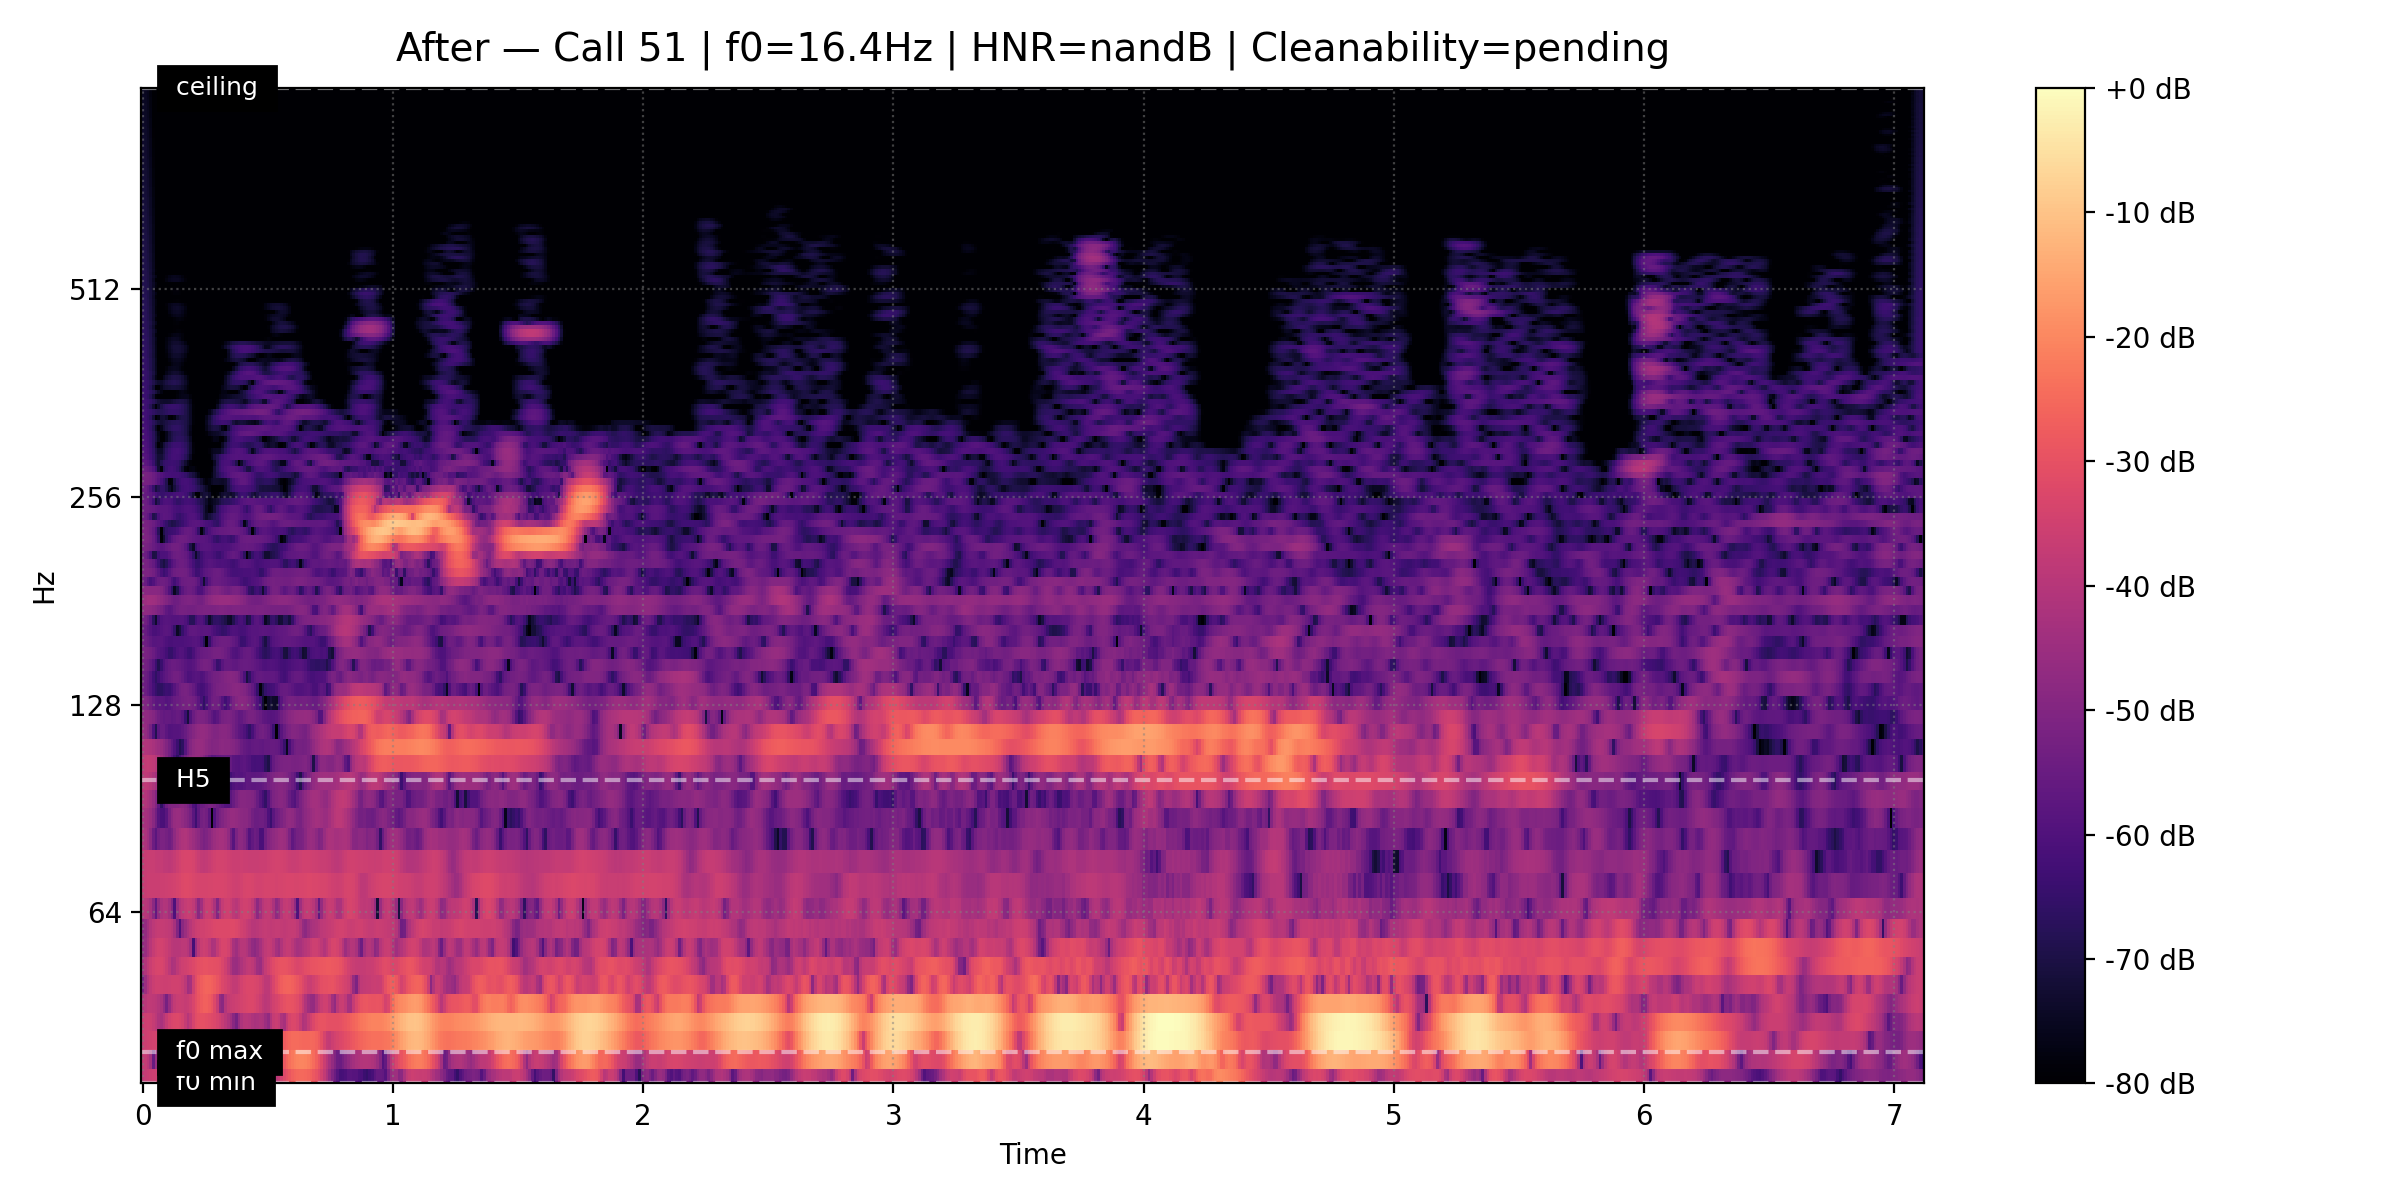 After — Call 51 | f0=16.4Hz | HNR=nandB | Cleanability=pending
ceiling
+0 dB
-10 dB
-20 dB
-30 dB
-40 dB
-50 dB
-60 dB
-70 dB
-80 dB
512
256
128
64
Hz
H5
f0 max
f0 min
0 1 2 3 4 5 6 7
Time